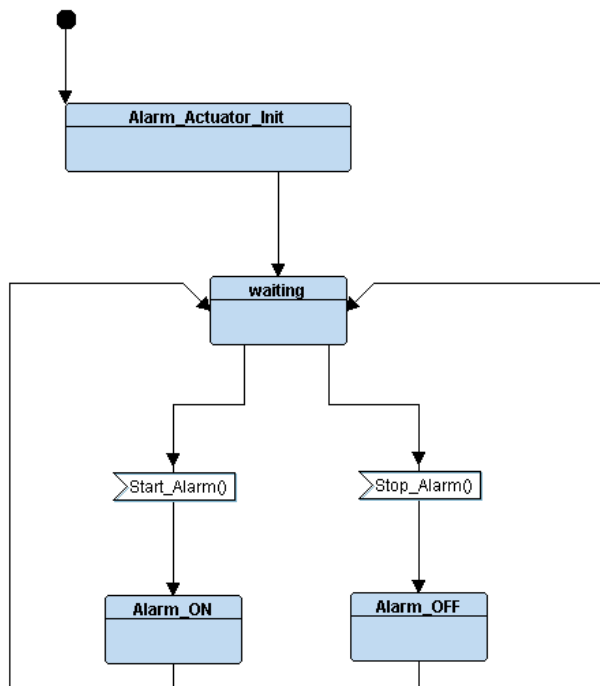 Alarm_Actuator_Init
waiting
Start_Alarm()
Stop_Alarm()
Alarm_ON
Alarm_OFF